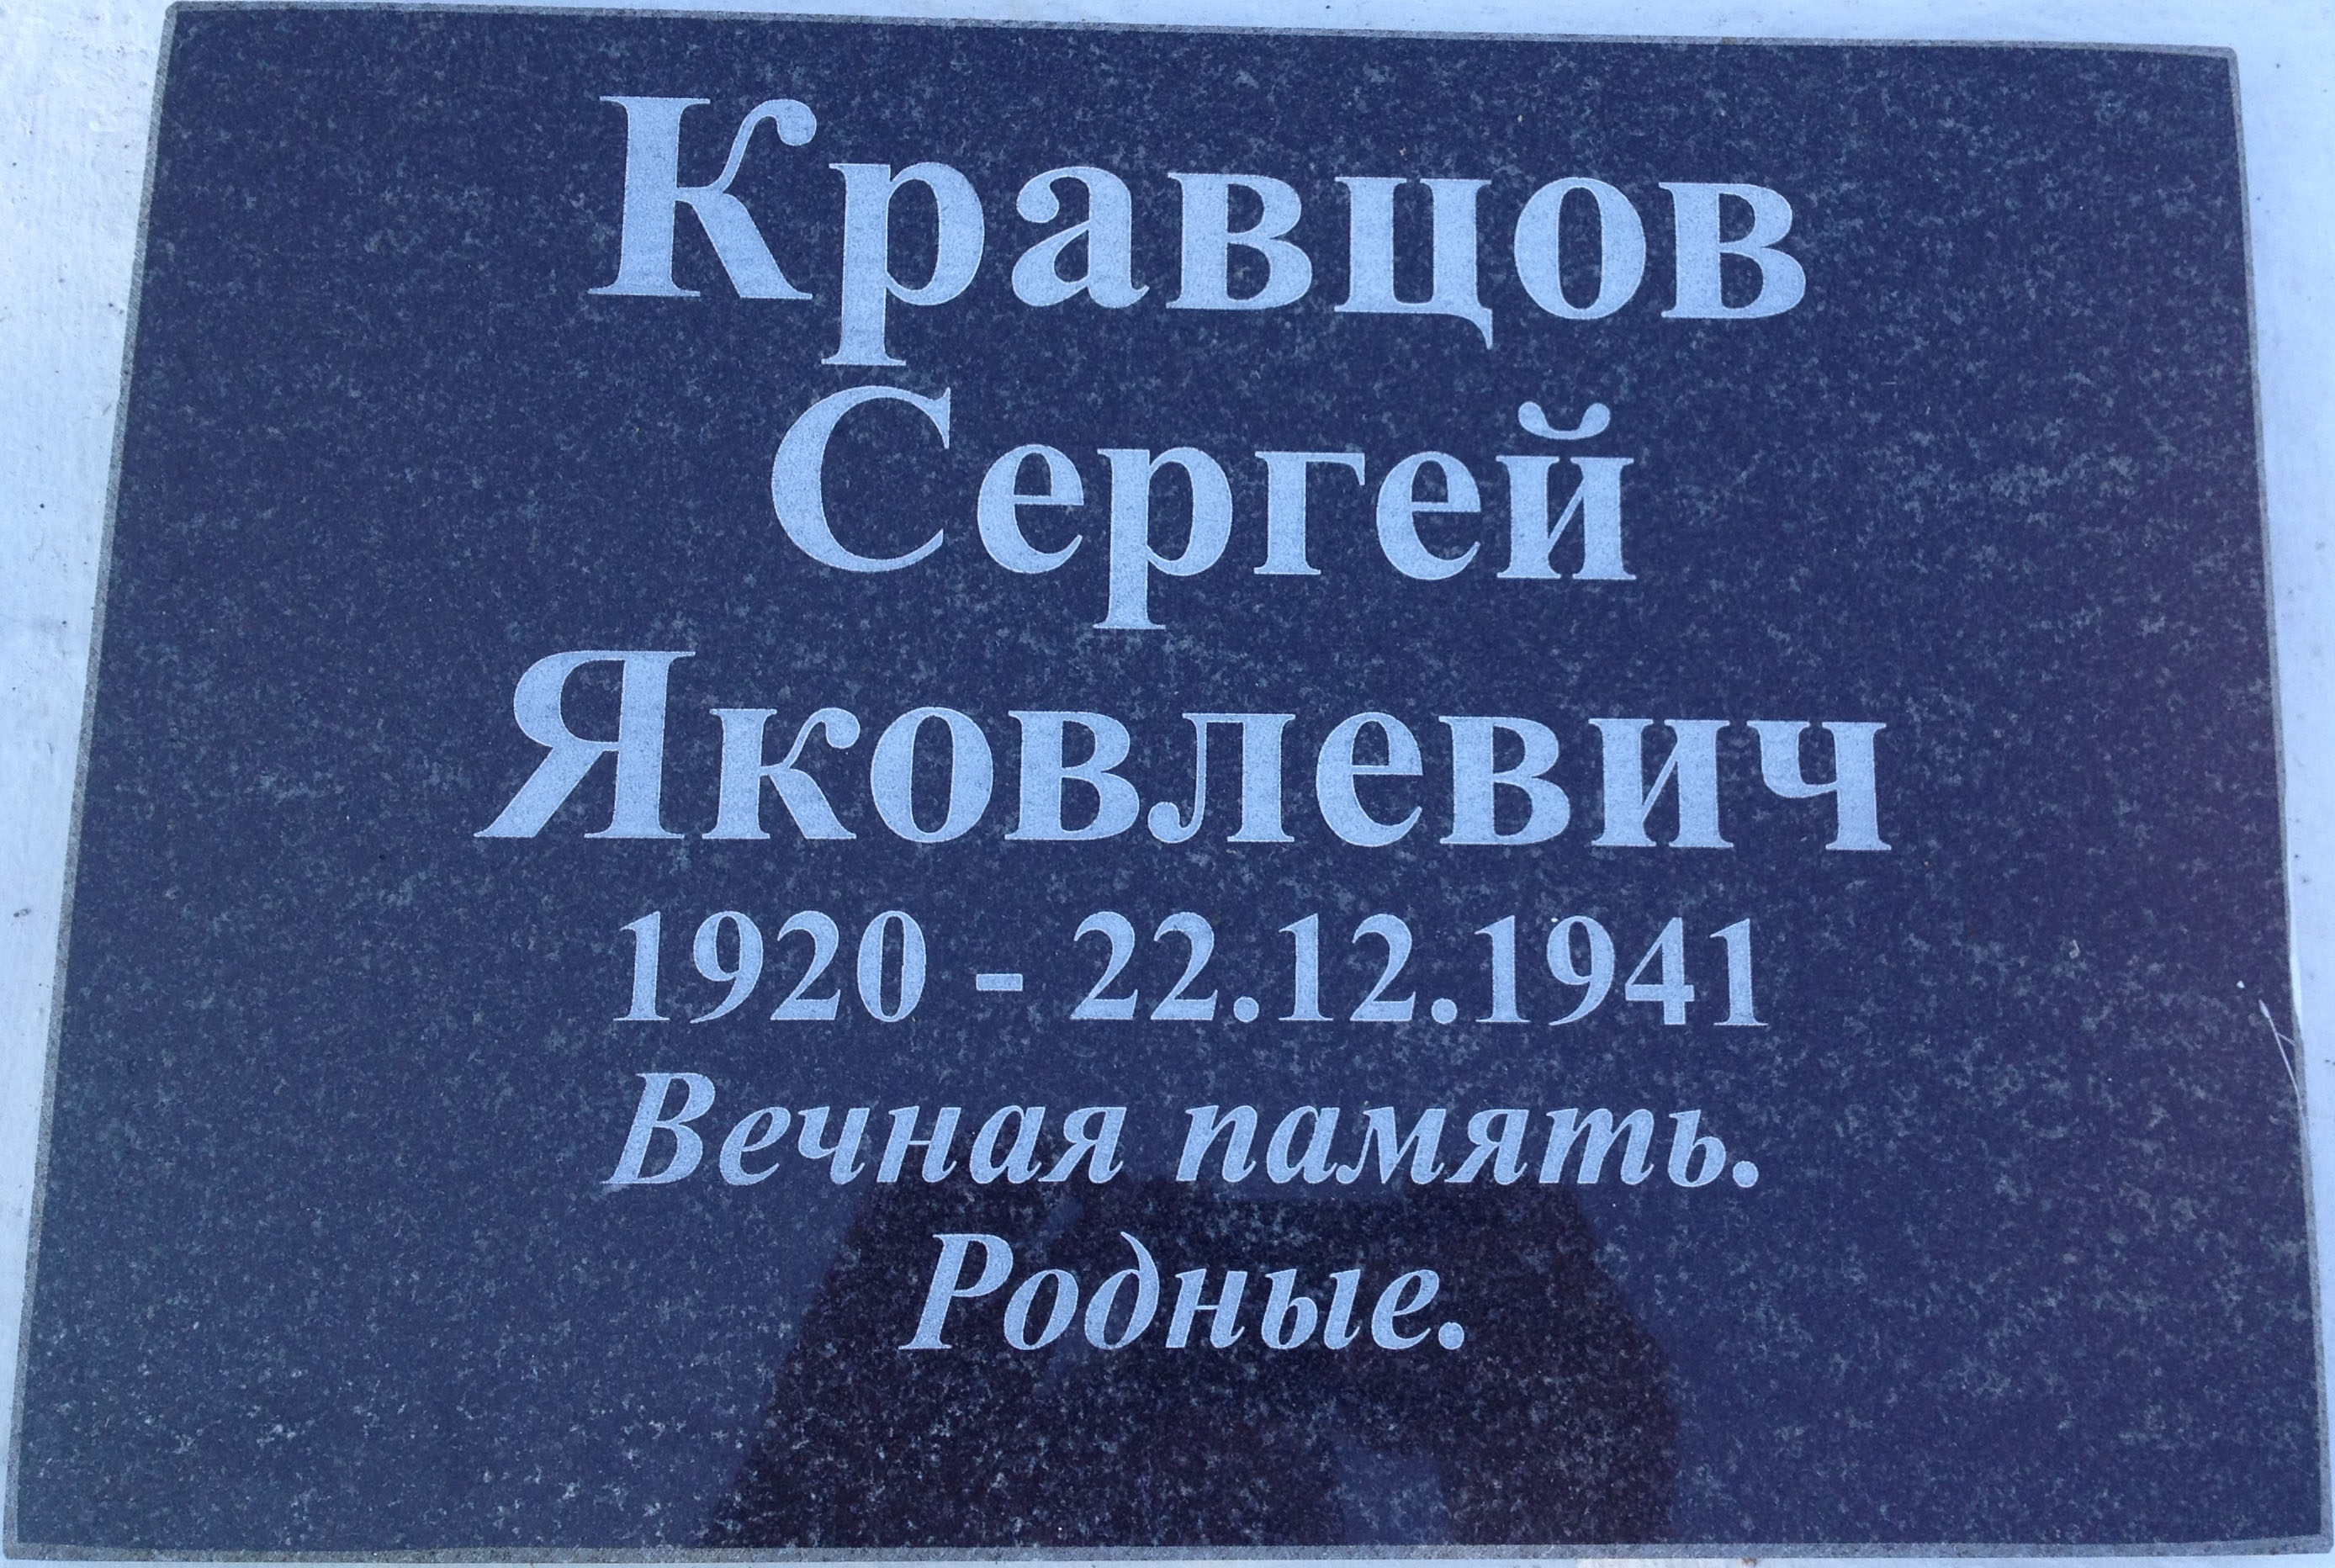 Кравцов
Сергей
Яковлевич
1920 - 22.12.1941
Вечная память.
Родные.